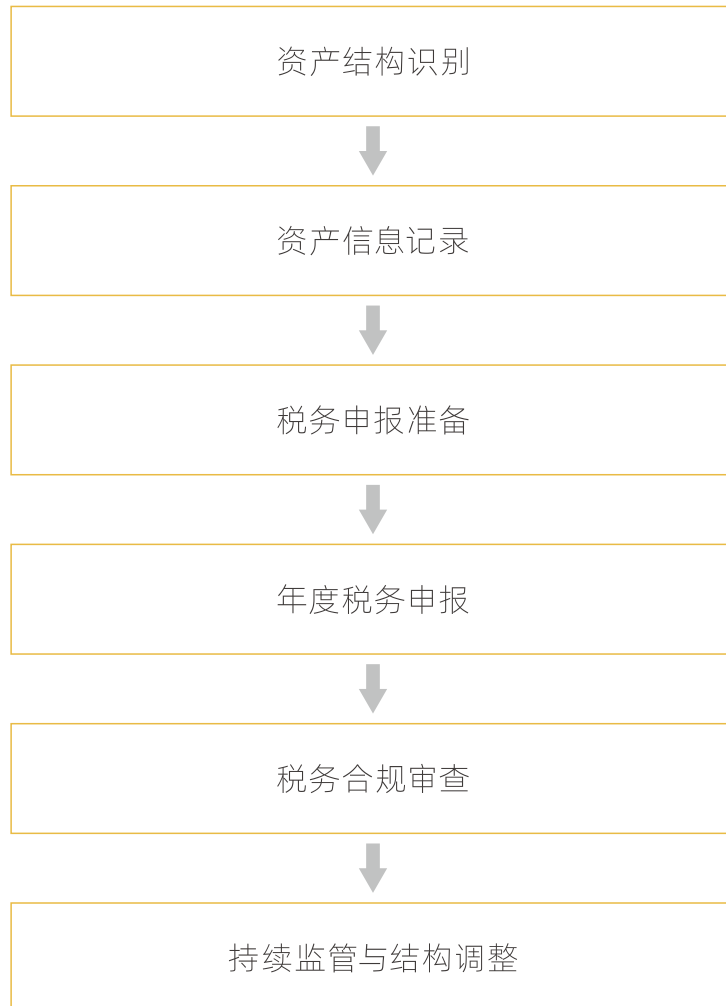 资产结构识别
资产信息记录
税务申报准备
年度税务申报
税务合规审查
持续监管与结构调整